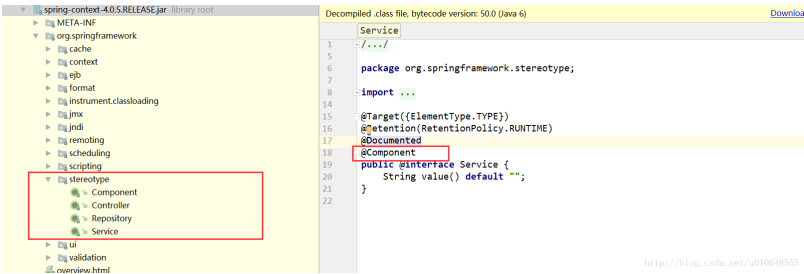 spring-context-4.0.5.RELEASE.jar library root
META-INF
org.springframework
cache
context
ejb
format
instrument.classloading
jmx
jndi
remoting
scheduling
scripting
stereotype
Component
Controller
Repository
Service
ui
validation
overview.html
Decompiled .class file, bytecode version: 50.0 (Java 6) Downloa
Service
1 /.../
5
6 package org.springframework.stereotype;
7
8 import ...
14
15 @Target({ElementType.TYPE})
16 @Retention(RetentionPolicy.RUNTIME)
17 @Documented
18 @Component
19 public @interface Service {
20 String value() default "";
21 }
22
http://blog.csdn.net/u010648555